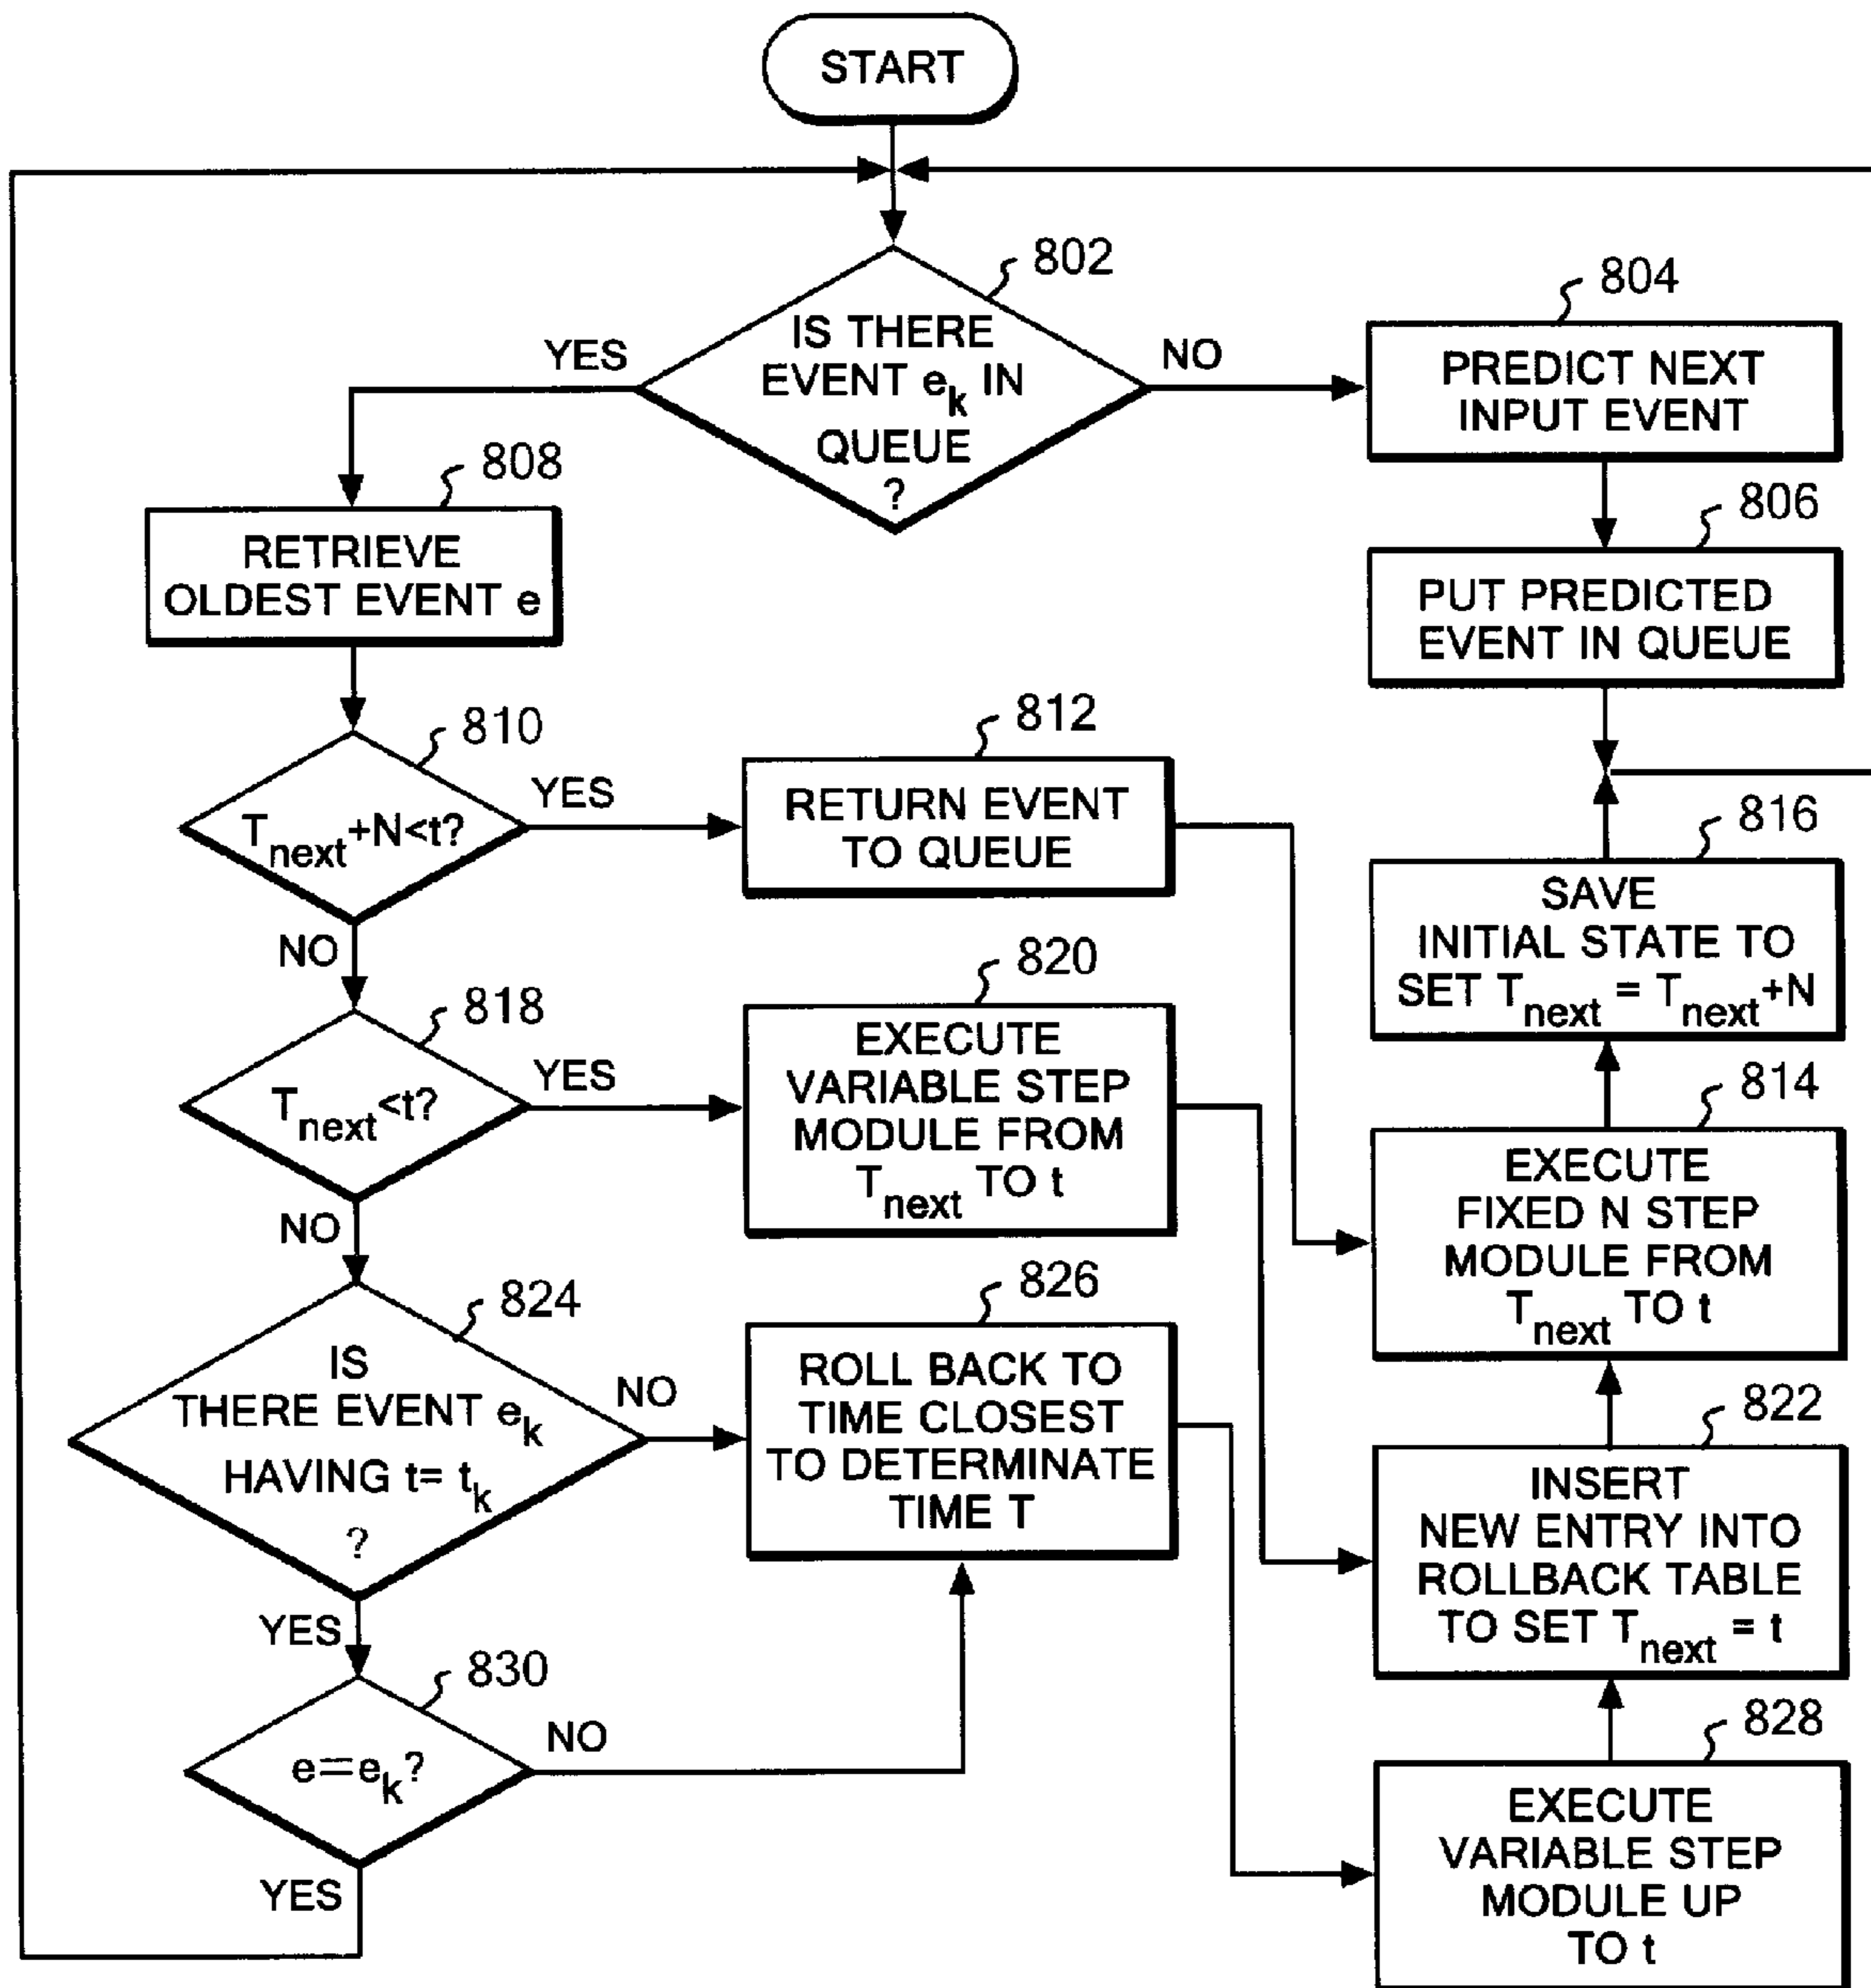 START
802
IS THERE
EVENT e_k IN
QUEUE
?
YES
NO
804
PREDICT NEXT
INPUT EVENT
806
PUT PREDICTED
EVENT IN QUEUE
808
RETRIEVE
OLDEST EVENT e
810
T_next+N<t?
YES
NO
812
RETURN EVENT
TO QUEUE
816
SAVE
INITIAL STATE TO
SET T_next = T_next+N
818
T_next<t?
YES
NO
820
EXECUTE
VARIABLE STEP
MODULE FROM
T_next TO t
814
EXECUTE
FIXED N STEP
MODULE FROM
T_next TO t
824
IS
THERE EVENT e_k
HAVING t= t_k
?
NO
YES
826
ROLL BACK TO
TIME CLOSEST
TO DETERMINATE
TIME T
822
INSERT
NEW ENTRY INTO
ROLLBACK TABLE
TO SET T_next = t
830
e=e_k?
NO
YES
828
EXECUTE
VARIABLE STEP
MODULE UP
TO t